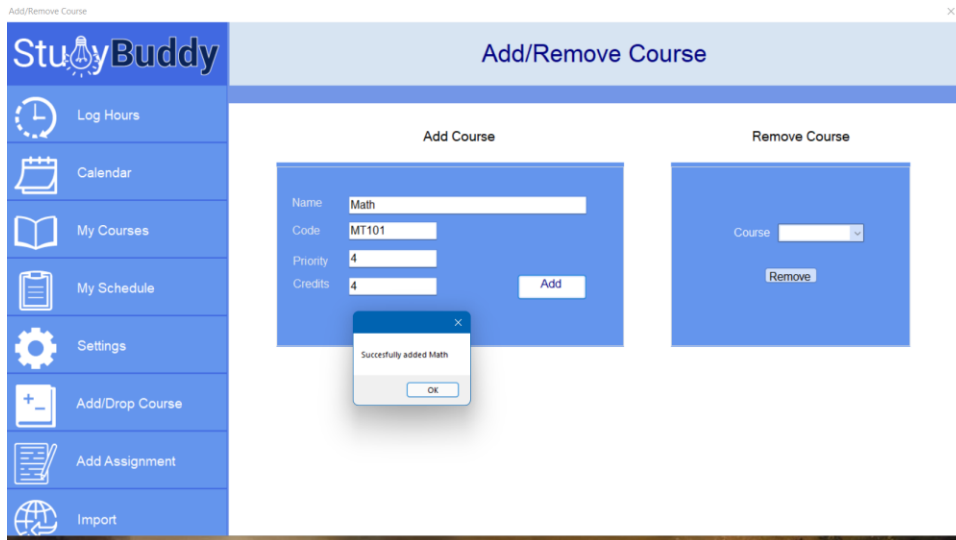 Add/Remove Course
StudyBuddy
Add/Remove Course
Log Hours
Calendar
My Courses
My Schedule
Settings
Add/Drop Course
Add Assignment
Import
Add Course
Name Math
Code MT101
Priority 4
Credits 4
Add
Succesfully added Math
OK
Remove Course
Course
Remove